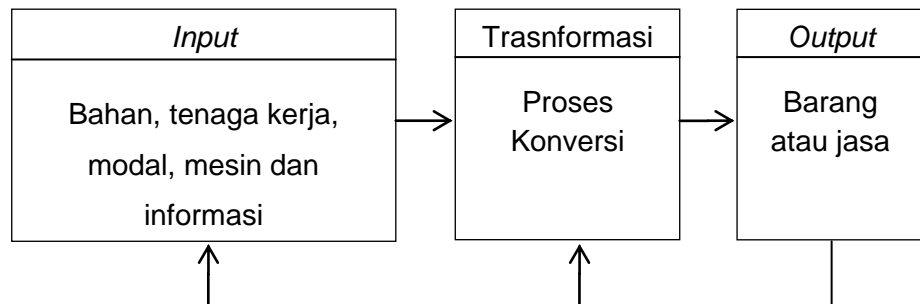 Input
Bahan, tenaga kerja,
modal, mesin dan
informasi
Trasnformasi
Proses
Konversi
Output
Barang
atau jasa